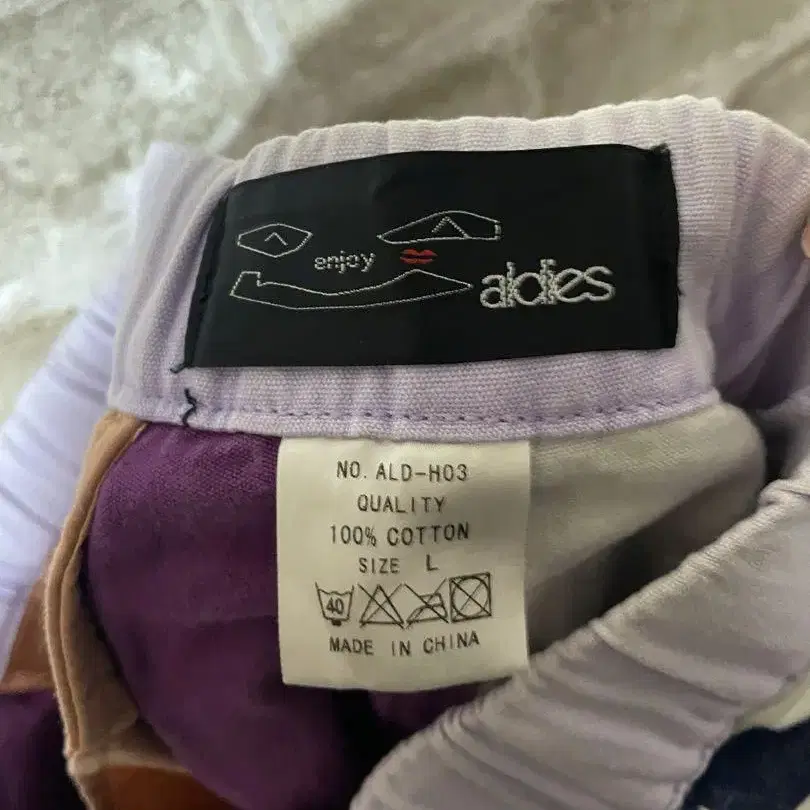 enjoy
aldies
NO. ALD-H03
QUALITY
100% COTTON
SIZE L
40
MADE IN CHINA